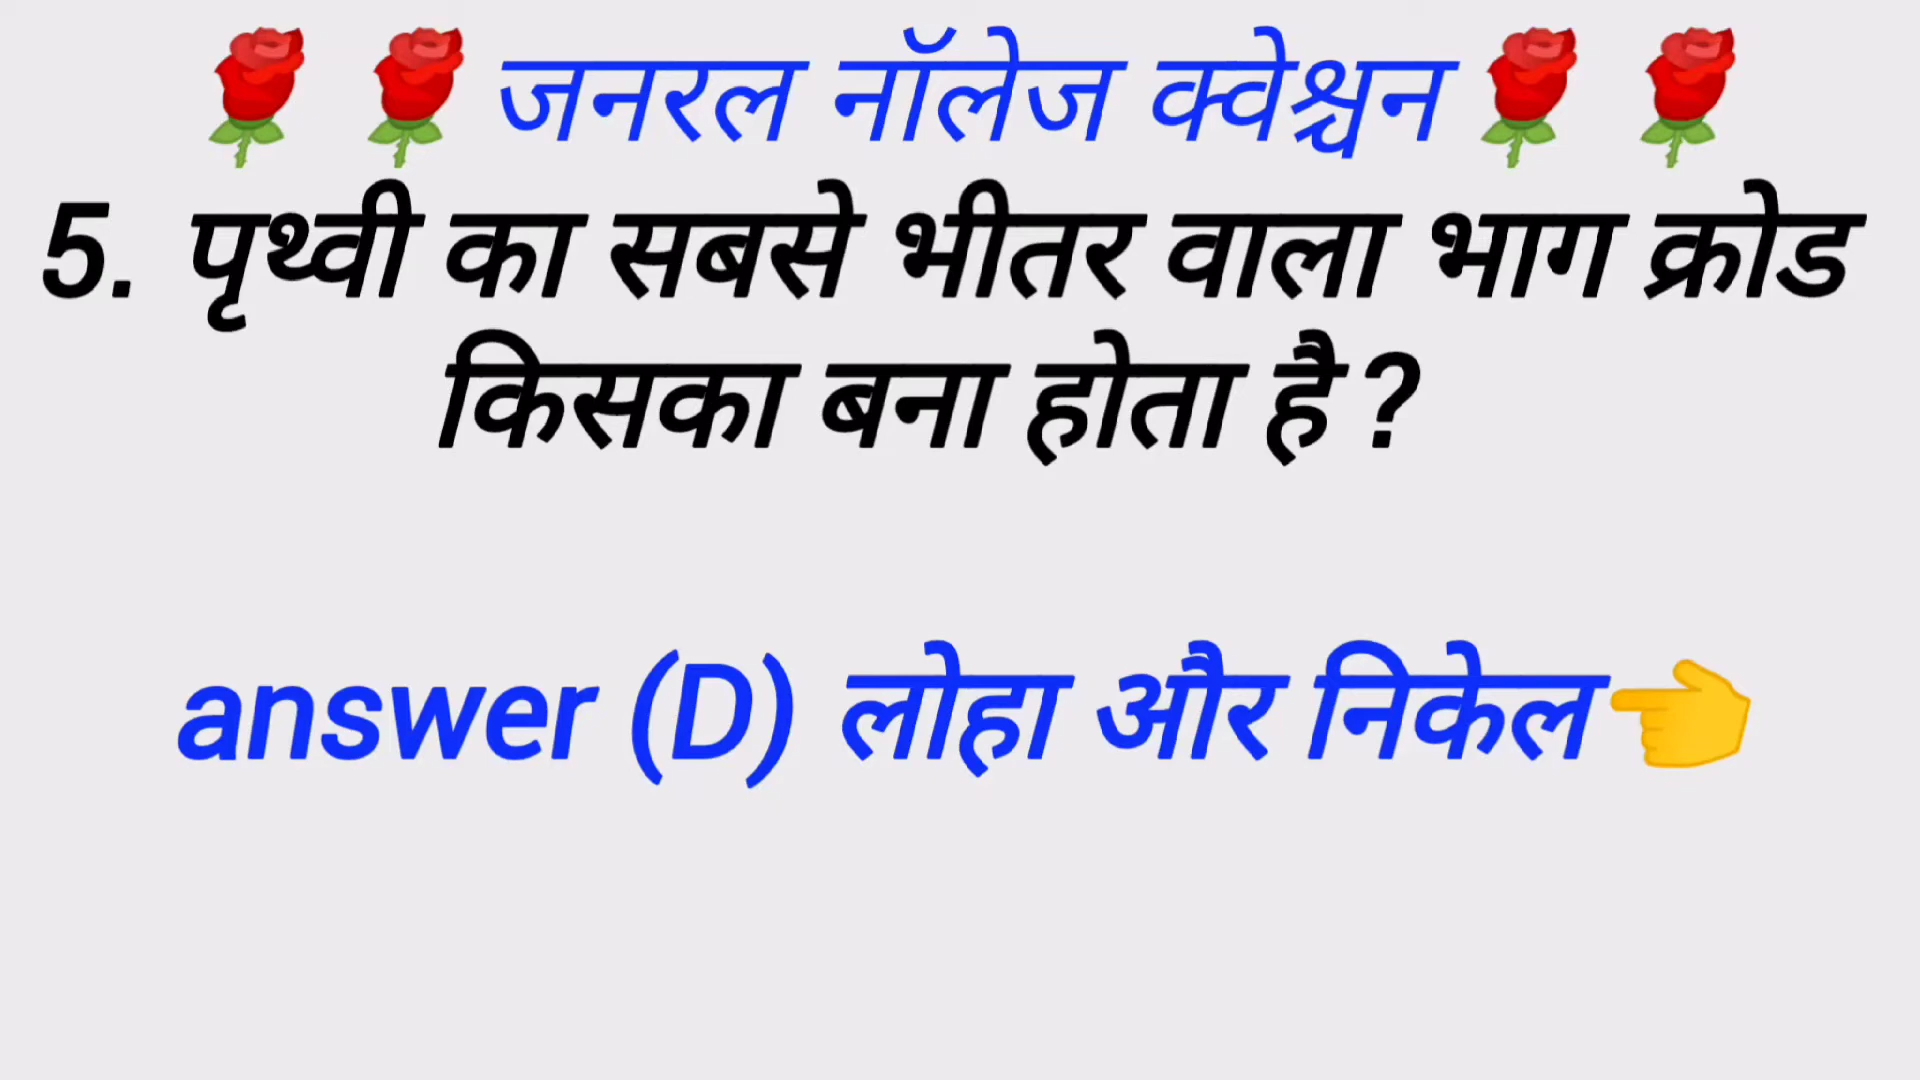 🌹 🌹 जनरल नॉलेज क्वेश्चन 🌹 🌹
5. पृथ्वी का सबसे भीतर वाला भाग क्रोड
किसका बना होता है ?
answer (D) लोहा और निकेल👈